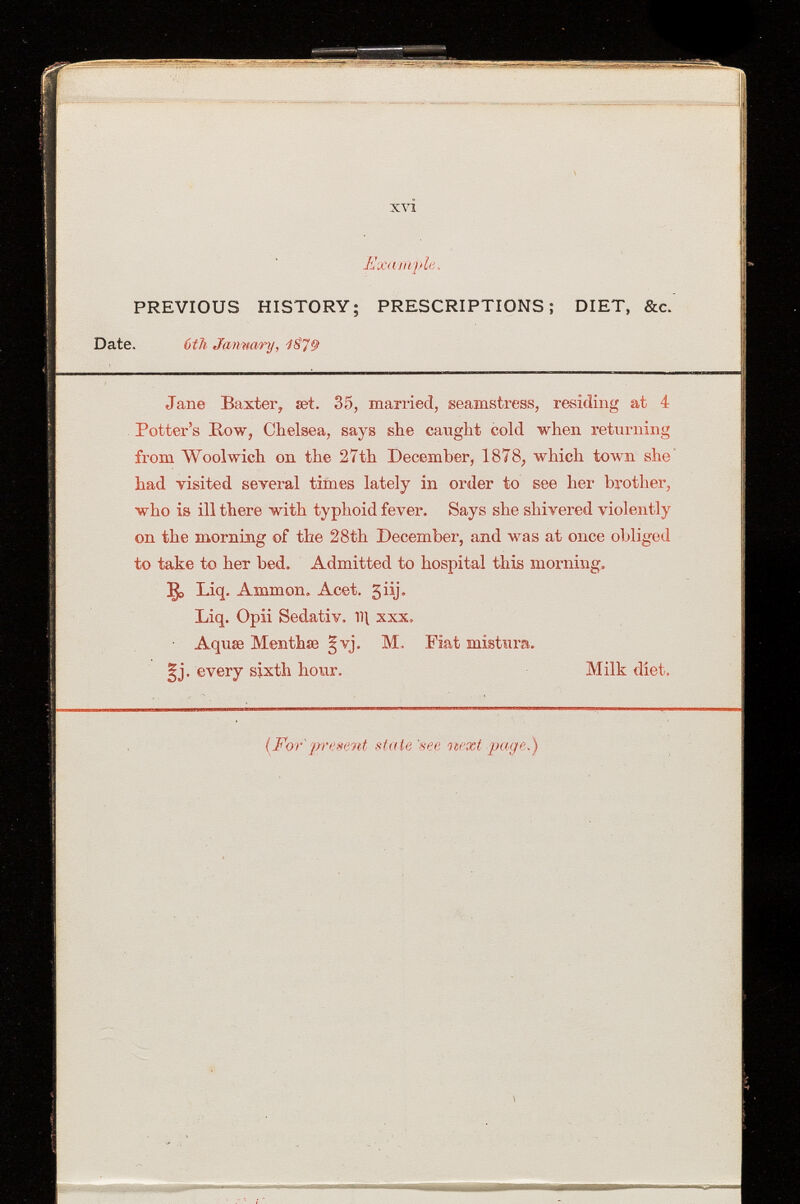 xvi
Example.
PREVIOUS HISTORY; PRESCRIPTIONS; DIET, &c.
Date. 6th January, 1879
Jane Baxter, æt. 35, married, seamstress, residing at 4
Potter's Row, Chelsea, says she caught cold when returning
from Woolwich on the 27th December, 1878, which town she
had visited several times lately in order to see her brother,
who is ill there with typhoid fever. Says she shivered violently
on the morning of the 28th December, and was at once obliged
to take to her bed. Admitted to hospital this morning.
℞ Liq. Ammon. Acet. ʒiij.
Liq. Opii Sedativ. ♏ xxx.
Aquæ Menthæ ℥vj. M. Fiat mistura.
℥j. every sixth hour. Milk diet.
(For present state see next page.)